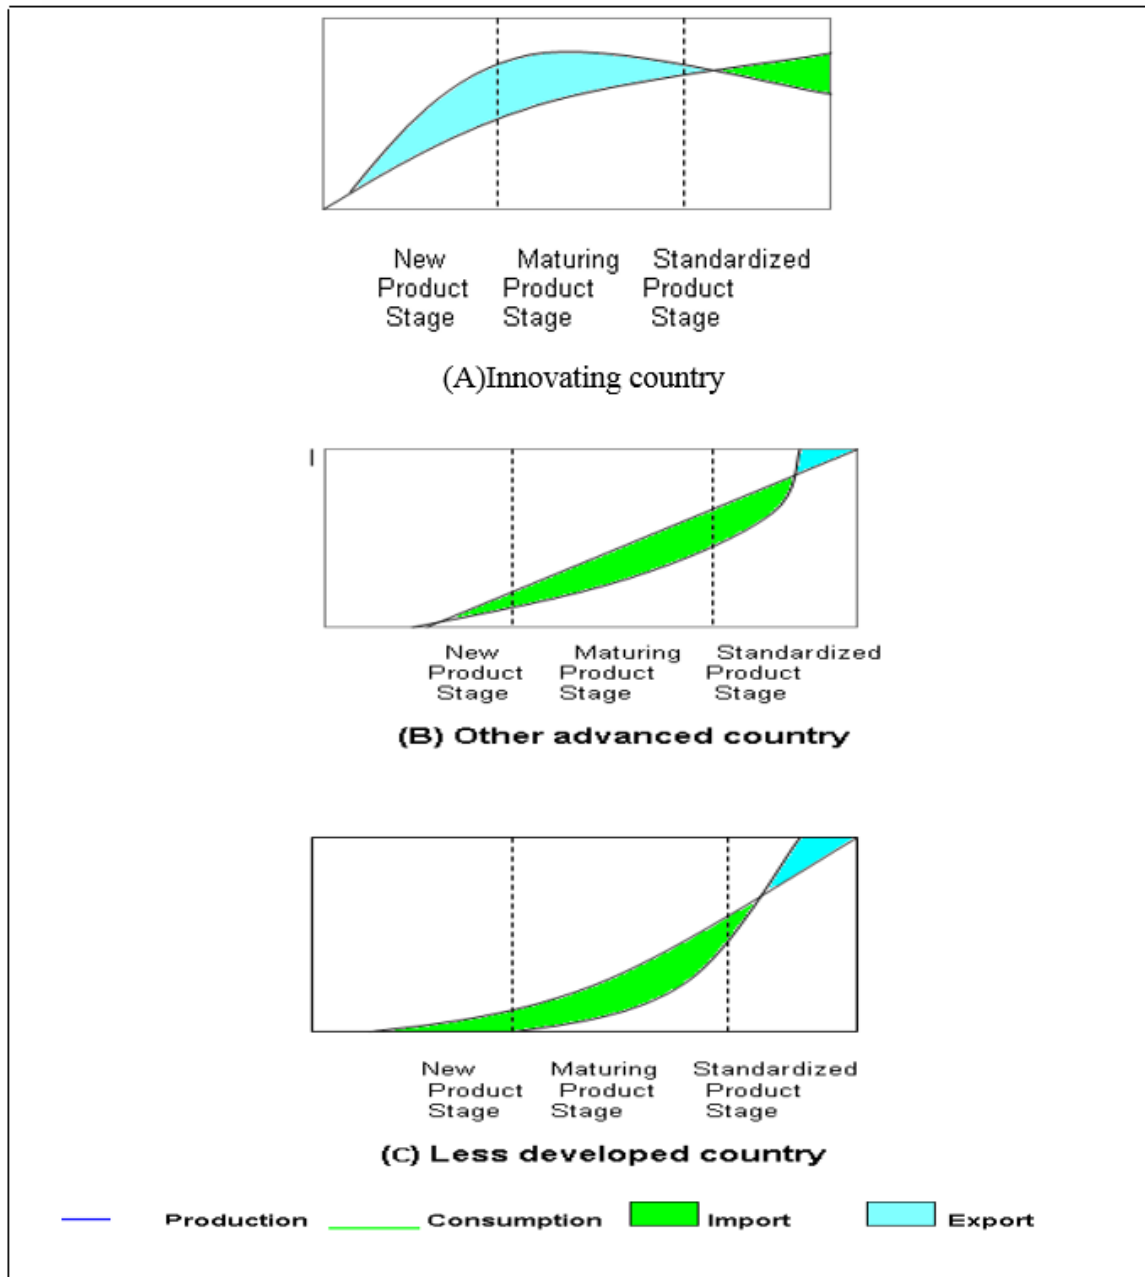 New Maturing Standardized
Product Product Product
Stage Stage Stage
(A)Innovating country
New Maturing Standardized
Product Product Product
Stage Stage Stage
(B) Other advanced country
New Maturing Standardized
Product Product Product
Stage Stage Stage
(C) Less developed country
Production Consumption Import Export